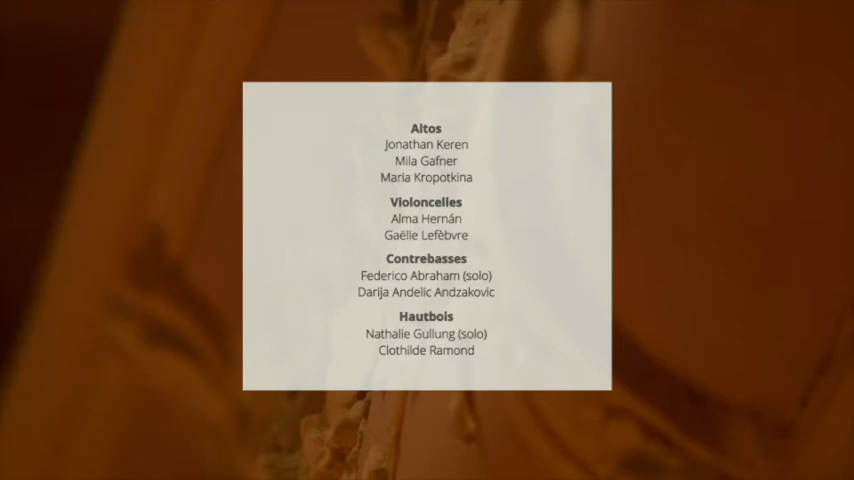 Altos
Jonathan Keren
Mila Gafner
Maria Kropotkina
Violoncelles
Alma Hernán
Gaëlle Lefèbvre
Contrebasses
Federico Abraham (solo)
Darija Andelic Andzakovic
Hautbois
Nathalie Gullung (solo)
Clothilde Ramond